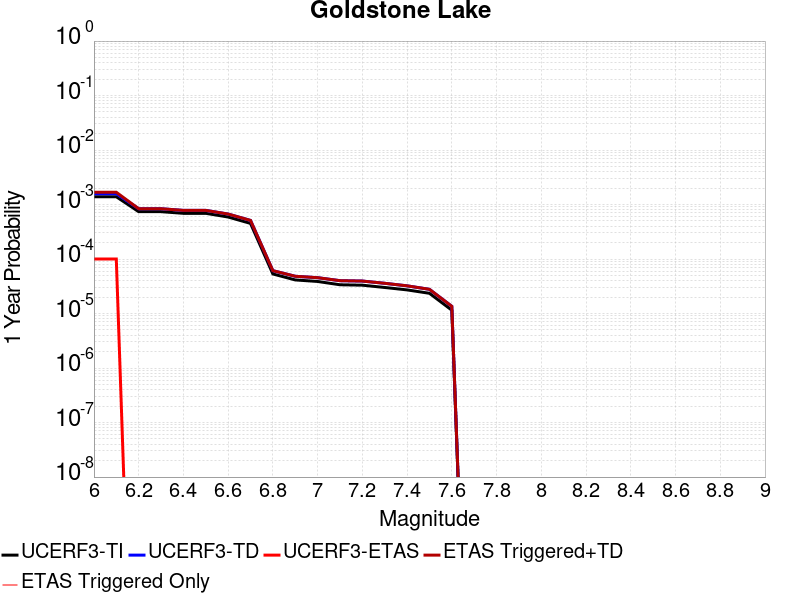 Goldstone Lake
10^0
10^-1
10^-2
10^-3
10^-4
10^-5
10^-6
10^-7
10^-8
1 Year Probability
6 6.2 6.4 6.6 6.8 7 7.2 7.4 7.6 7.8 8 8.2 8.4 8.6 8.8 9
Magnitude
UCERF3-TI UCERF3-TD UCERF3-ETAS ETAS Triggered+TD
ETAS Triggered Only